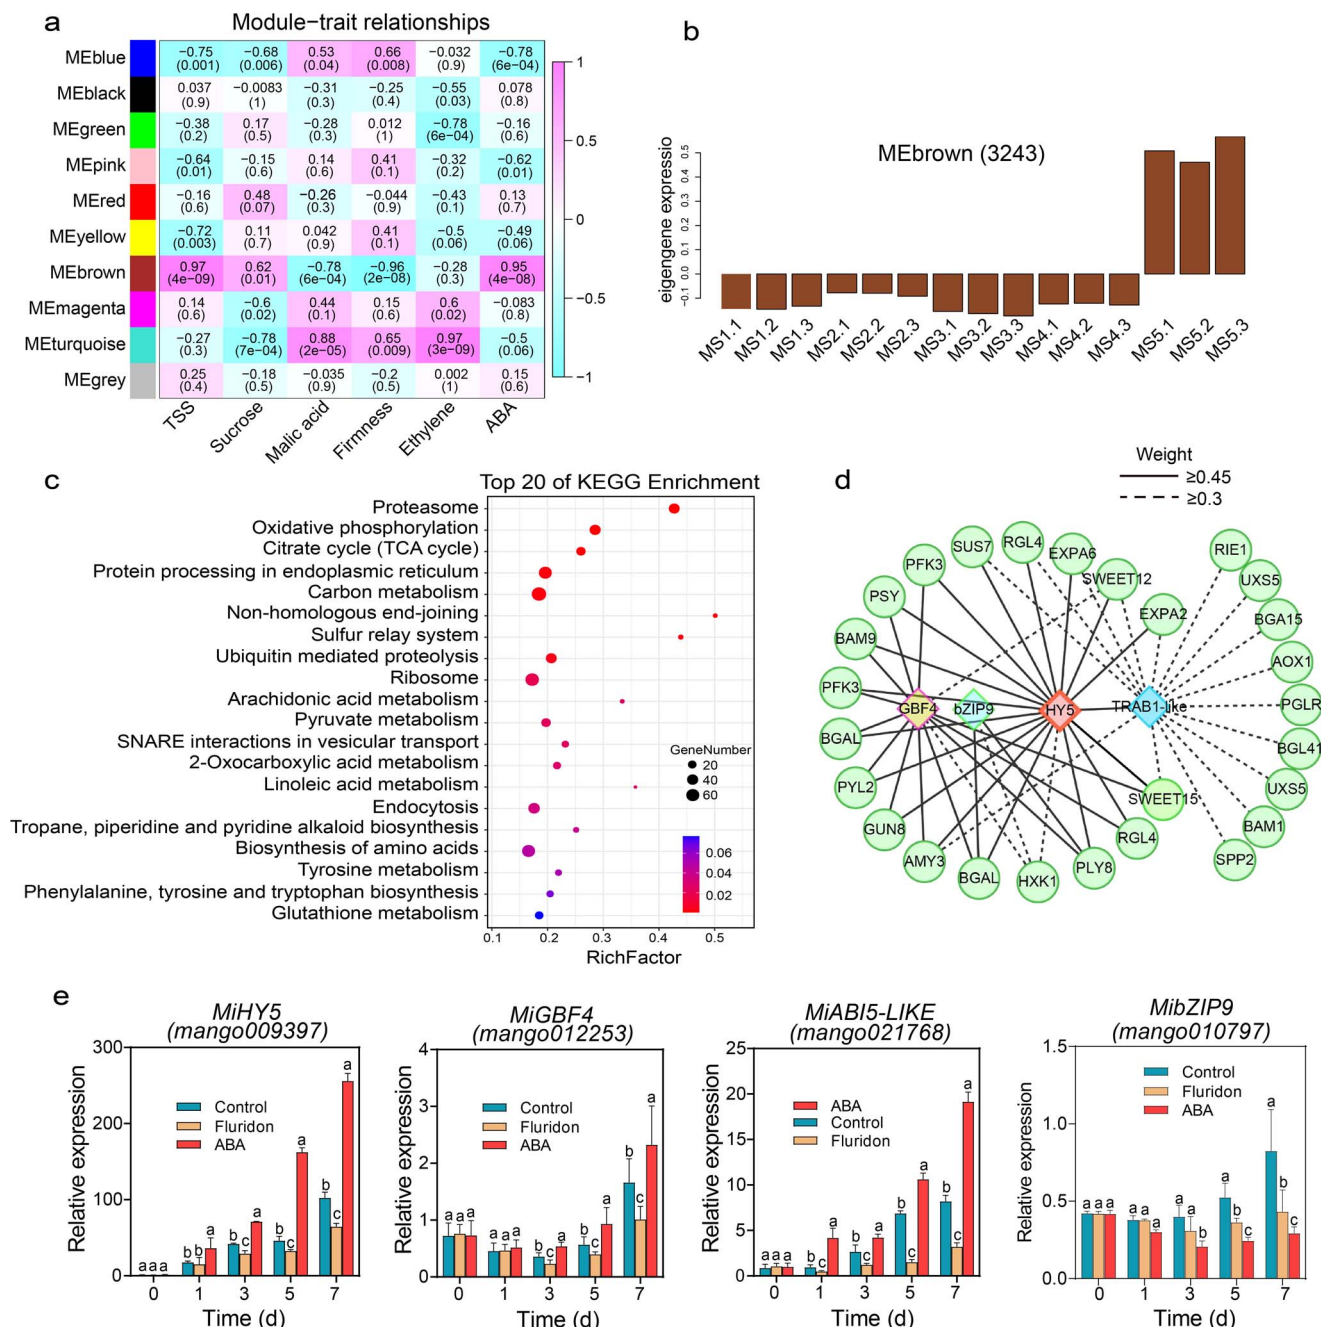 a
Module−trait relationships
MEblue −0.75 −0.68 0.53 0.66 −0.032 −0.78
(0.001) (0.006) (0.04) (0.008) (0.9) (6e−04)
MEblack 0.037 −0.0083 −0.31 −0.25 −0.55 0.078
(0.9) (1) (0.3) (0.4) (0.03) (0.8)
MEgreen −0.38 0.17 −0.28 0.012 −0.78 −0.16
(0.2) (0.5) (0.3) (1) (6e−04) (0.6)
MEpink −0.64 −0.15 0.14 0.41 −0.32 −0.62
(0.01) (0.6) (0.6) (0.1) (0.2) (0.01)
MEred −0.16 0.48 −0.26 −0.044 −0.43 0.13
(0.6) (0.07) (0.3) (0.9) (0.1) (0.7)
MEyellow −0.72 0.11 0.042 0.41 −0.5 −0.49
(0.003) (0.7) (0.9) (0.1) (0.06) (0.06)
MEbrown 0.97 0.62 −0.78 −0.96 −0.28 0.95
(4e−09) (0.01) (6e−04) (2e−08) (0.3) (4e−08)
MEmagenta 0.14 −0.6 0.44 0.15 0.6 −0.083
(0.6) (0.02) (0.1) (0.6) (0.02) (0.8)
MEturquoise −0.27 −0.78 0.88 0.65 0.97 −0.5
(0.3) (7e−04) (2e−05) (0.009) (3e−09) (0.06)
MEgrey 0.25 −0.18 −0.035 −0.2 0.002 0.15
(0.4) (0.5) (0.9) (0.5) (1) (0.6)
TSS Sucrose Malic acid Firmness Ethylene ABA
1
0.5
0
−0.5
−1
b
MEbrown (3243)
eigengene expressio
0.5
0.4
0.3
0.2
0.1
0.0
−0.1
MS1.1 MS1.2 MS1.3 MS2.1 MS2.2 MS2.3 MS3.1 MS3.2 MS3.3 MS4.1 MS4.2 MS4.3 MS5.1 MS5.2 MS5.3
c
Top 20 of KEGG Enrichment
Proteasome
Oxidative phosphorylation
Citrate cycle (TCA cycle)
Protein processing in endoplasmic reticulum
Carbon metabolism
Non-homologous end-joining
Sulfur relay system
Ubiquitin mediated proteolysis
Ribosome
Arachidonic acid metabolism
Pyruvate metabolism
SNARE interactions in vesicular transport
2-Oxocarboxylic acid metabolism
Linoleic acid metabolism
Endocytosis
Tropane, piperidine and pyridine alkaloid biosynthesis
Biosynthesis of amino acids
Tyrosine metabolism
Phenylalanine, tyrosine and tryptophan biosynthesis
Glutathione metabolism
GeneNumber
20
40
60
0.06
0.04
0.02
0.1 0.2 0.3 0.4 0.5
RichFactor
d
Weight
≥0.45
≥0.3
SUS7
RGL4
EXPA6
SWEET12
EXPA2
PFK3
PSY
BAM9
PFK3
BGAL
PYL2
GUN8
AMY3
BGAL
HXK1
PLY8
RGL4
SWEET15
GBF4
bZIP9
HY5
TRAB1-like
RIE1
UXS5
BGA15
AOX1
PGLR
BGL41
UXS5
BAM1
SPP2
e
MiHY5
(mango009397)
Relative expression
300
200
100
0
Control
Fluridon
ABA
a a a
b b a
b c a
b c a
b c a
0 1 3 5 7
Time (d)
MiGBF4
(mango012253)
Relative expression
4
3
2
1
0
Control
Fluridon
ABA
a a a
a a a
b c a
b c a
b c a
0 1 3 5 7
Time (d)
MiABI5-LIKE
(mango021768)
Relative expression
25
20
15
10
5
0
ABA
Control
Fluridon
a a a
b c a
b c a
b c a
b c a
0 1 3 5 7
Time (d)
MibZIP9
(mango010797)
Relative expression
1.5
1.0
0.5
0.0
Control
Fluridon
ABA
a a a
a a a
a a b
a b c
a b c
0 1 3 5 7
Time (d)